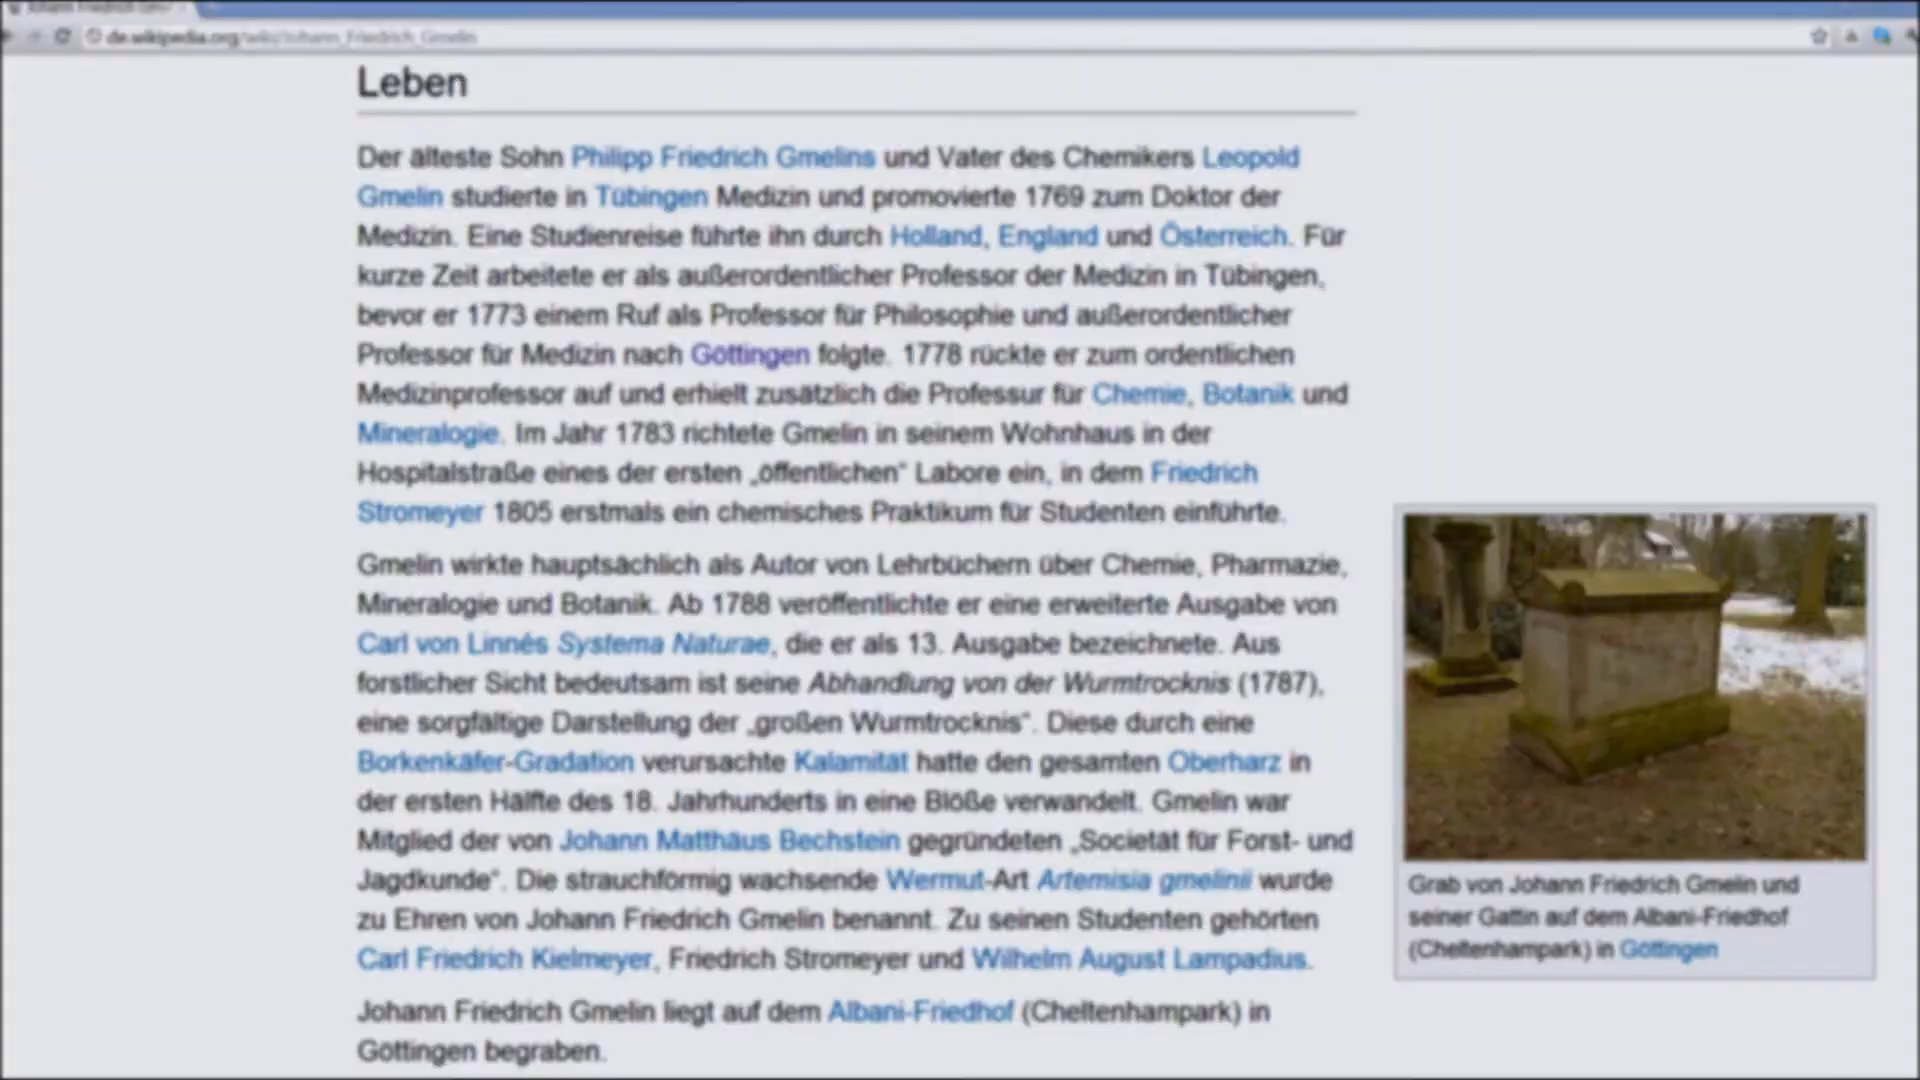 Johann Friedrich Gmel
de.wikipedia.org/wiki/Johann_Friedrich_Gmelin
Leben
Der älteste Sohn Philipp Friedrich Gmelins und Vater des Chemikers Leopold
Gmelin studierte in Tübingen Medizin und promovierte 1769 zum Doktor der
Medizin. Eine Studienreise führte ihn durch Holland, England und Österreich. Für
kurze Zeit arbeitete er als außerordentlicher Professor der Medizin in Tübingen,
bevor er 1773 einem Ruf als Professor für Philosophie und außerordentlicher
Professor für Medizin nach Göttingen folgte. 1778 rückte er zum ordentlichen
Medizinprofessor auf und erhielt zusätzlich die Professur für Chemie, Botanik und
Mineralogie. Im Jahr 1783 richtete Gmelin in seinem Wohnhaus in der
Hospitalstraße eines der ersten „öffentlichen“ Labore ein, in dem Friedrich
Stromeyer 1805 erstmals ein chemisches Praktikum für Studenten einführte.
Gmelin wirkte hauptsächlich als Autor von Lehrbüchern über Chemie, Pharmazie,
Mineralogie und Botanik. Ab 1788 veröffentlichte er eine erweiterte Ausgabe von
Carl von Linnés Systema Naturae, die er als 13. Ausgabe bezeichnete. Aus
forstlicher Sicht bedeutsam ist seine Abhandlung von der Wurmtrocknis (1787),
eine sorgfältige Darstellung der „großen Wurmtrocknis“. Diese durch eine
Borkenkäfer-Gradation verursachte Kalamität hatte den gesamten Oberharz in
der ersten Hälfte des 18. Jahrhunderts in eine Blöße verwandelt. Gmelin war
Mitglied der von Johann Matthäus Bechstein gegründeten „Societät für Forst- und
Jagdkunde“. Die strauchförmig wachsende Wermut-Art Artemisia gmelinii wurde
zu Ehren von Johann Friedrich Gmelin benannt. Zu seinen Studenten gehörten
Carl Friedrich Kielmeyer, Friedrich Stromeyer und Wilhelm August Lampadius.
Johann Friedrich Gmelin liegt auf dem Albani-Friedhof (Cheltenhampark) in
Göttingen begraben.
Grab von Johann Friedrich Gmelin und
seiner Gattin auf dem Albani-Friedhof
(Cheltenhampark) in Göttingen